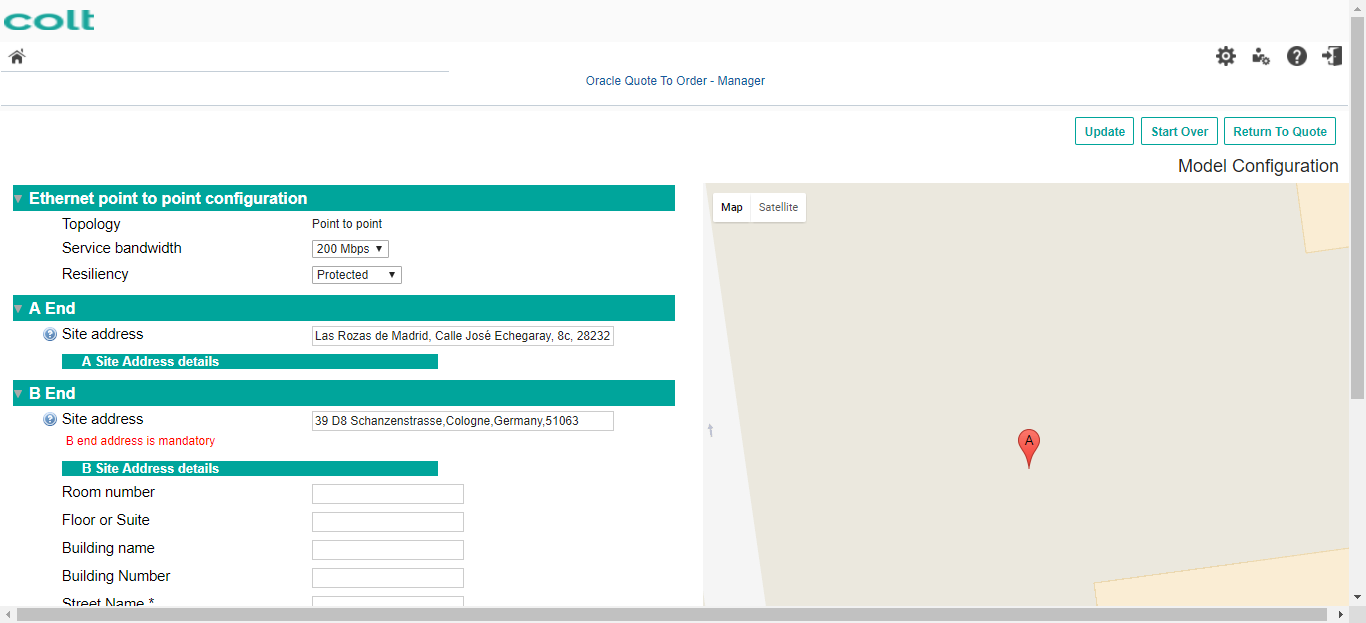 colt
Oracle Quote To Order - Manager
Update Start Over Return To Quote
Model Configuration
Ethernet point to point configuration
Topology Point to point
Service bandwidth 200 Mbps
Resiliency Protected
A End
Site address Las Rozas de Madrid, Calle José Echegaray, 8c, 28232
A Site Address details
B End
Site address 39 D8 Schanzenstrasse,Cologne,Germany,51063
B end address is mandatory
B Site Address details
Room number
Floor or Suite
Building name
Building Number
Street Name *
Map Satellite
A